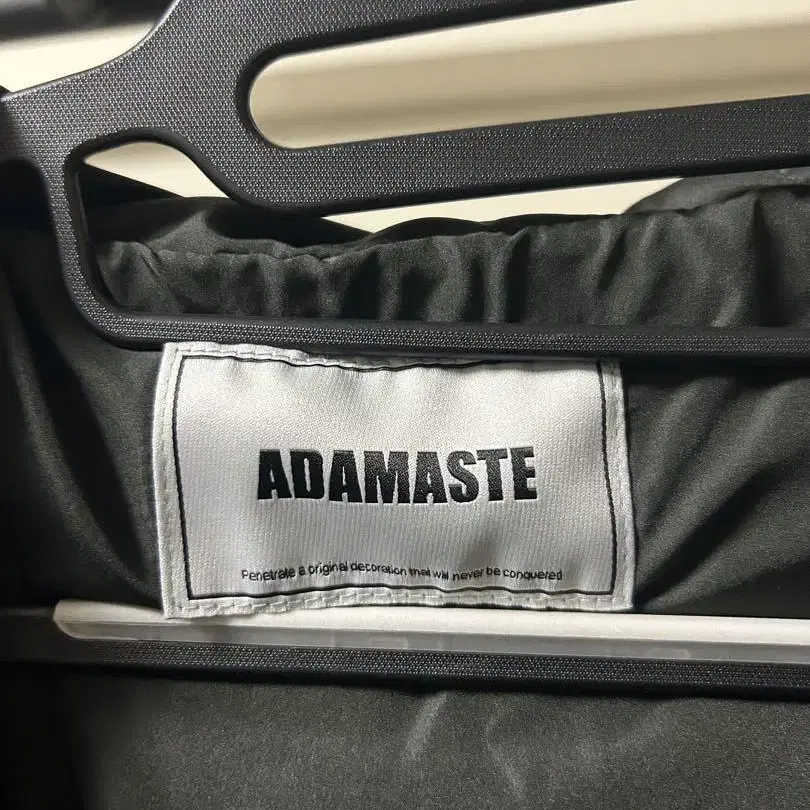 ADAMASTE
Penetrate a original decoration that will never be conquered